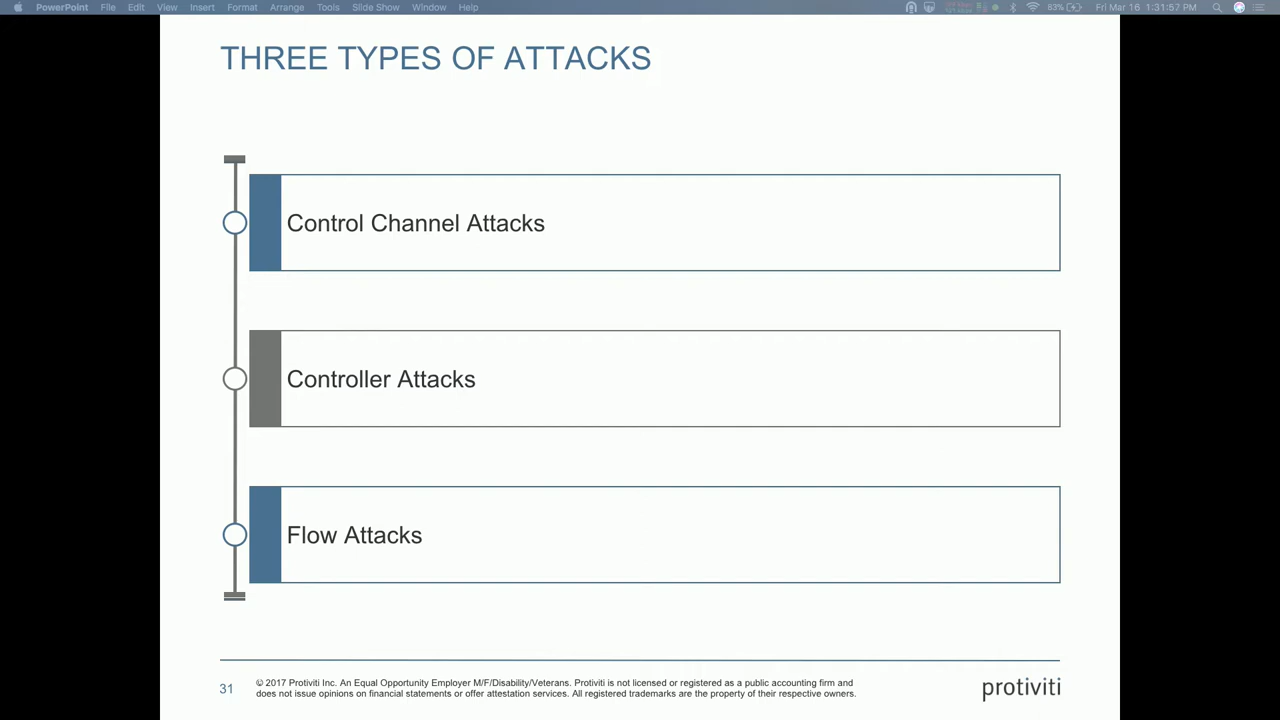 PowerPoint File Edit View Insert Format Arrange Tools Slide Show Window Help 83% Fri Mar 16 1:31:57 PM
THREE TYPES OF ATTACKS
Control Channel Attacks
Controller Attacks
Flow Attacks
31
© 2017 Protiviti Inc. An Equal Opportunity Employer M/F/Disability/Veterans. Protiviti is not licensed or registered as a public accounting firm and
does not issue opinions on financial statements or offer attestation services. All registered trademarks are the property of their respective owners.
protiviti